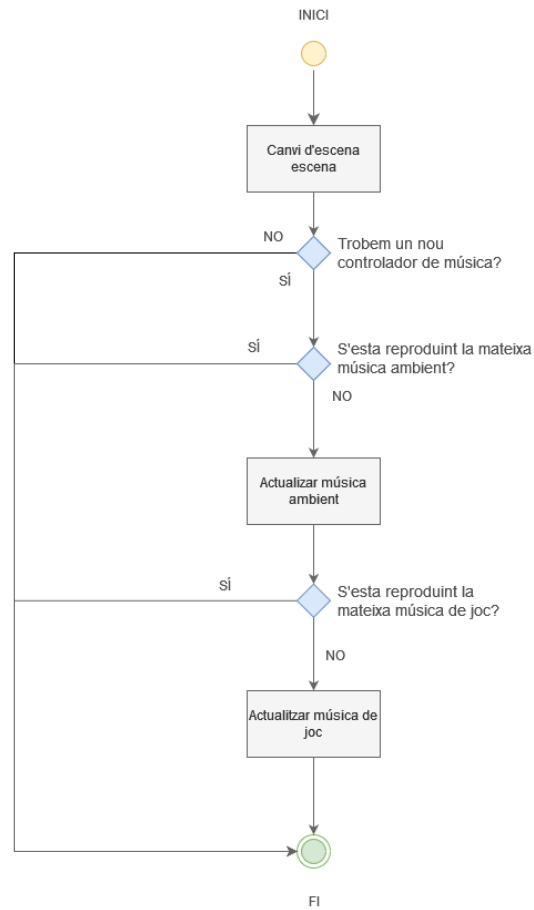 INICI
Canvi d'escena
escena
NO
Trobem un nou
controlador de música?
SÍ
SÍ
S'esta reproduint la mateixa
música ambient?
NO
Actualizar música
ambient
SÍ
S'esta reproduint la
mateixa música de joc?
NO
Actualitzar música de
joc
FI